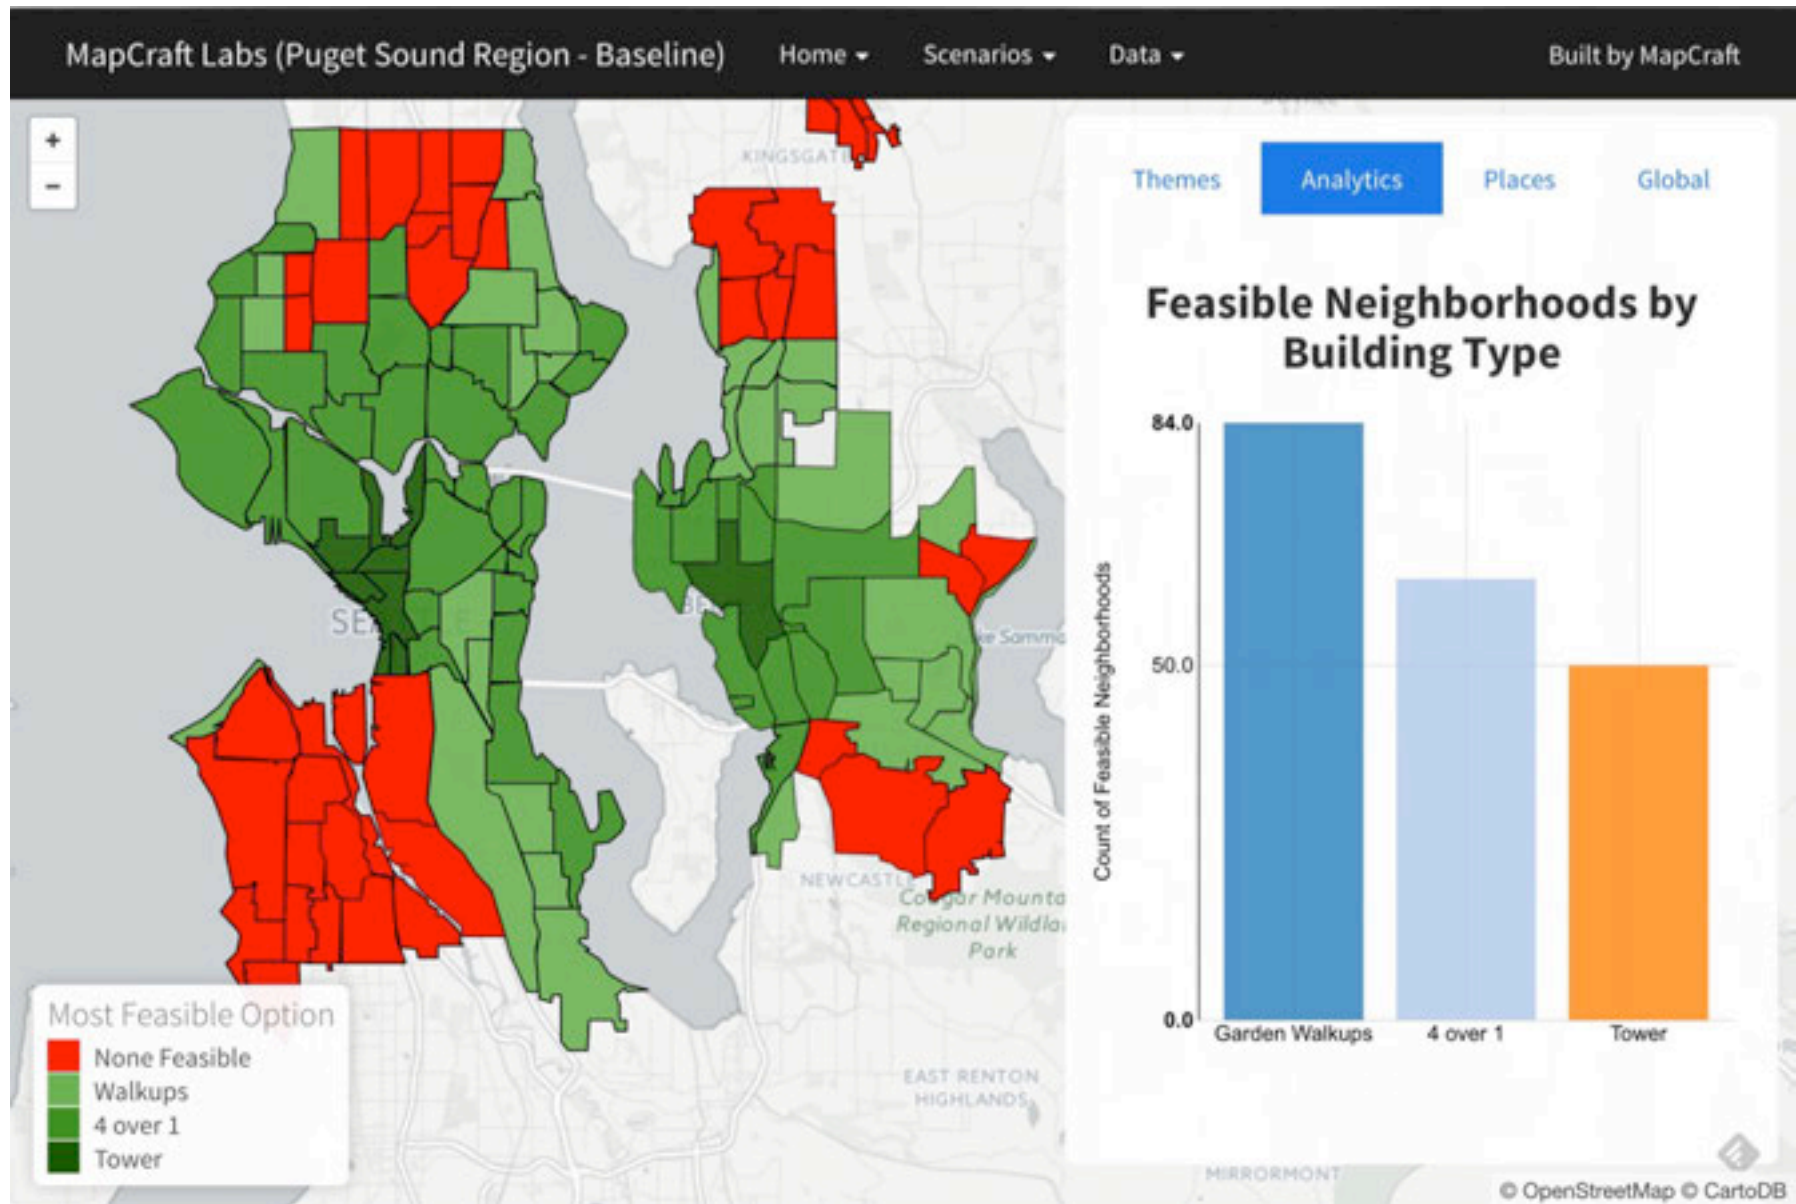 MapCraft Labs (Puget Sound Region - Baseline)
Home
Scenarios
Data
Built by MapCraft
+
−
KINGSGAT
NEWCASTLE
Regional Wildla
Park
EAST RENTON
HIGHLANDS
MIRRORMONT
Most Feasible Option
None Feasible
Walkups
4 over 1
Tower
Themes
Analytics
Places
Global
Feasible Neighborhoods by
Building Type
Count of Feasible Neighborhoods
84.0
50.0
0.0
Garden Walkups
4 over 1
Tower
© OpenStreetMap © CartoDB